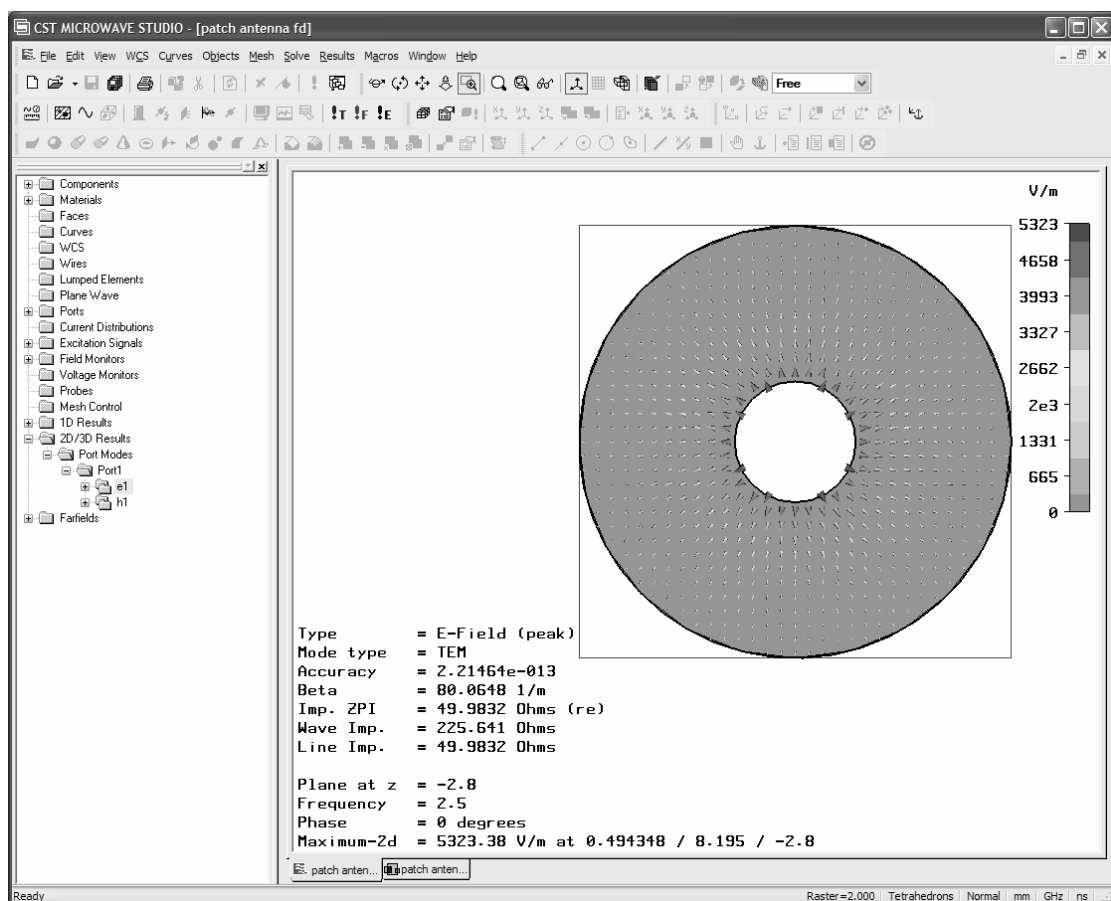 CST MICROWAVE STUDIO - [patch antenna fd]
File Edit View WCS Curves Objects Mesh Solve Results Macros Window Help
Free
T F E
Components
Materials
Faces
Curves
WCS
Wires
Lumped Elements
Plane Wave
Ports
Current Distributions
Excitation Signals
Field Monitors
Voltage Monitors
Probes
Mesh Control
1D Results
2D/3D Results
Port Modes
Port1
e1
h1
Farfields
V/m
5323
4658
3993
3327
2662
2e3
1331
665
0
Type = E-Field (peak)
Mode type = TEM
Accuracy = 2.21464e-013
Beta = 80.0648 1/m
Imp. ZPI = 49.9832 Ohms (re)
Wave Imp. = 225.641 Ohms
Line Imp. = 49.9832 Ohms
Plane at z = -2.8
Frequency = 2.5
Phase = 0 degrees
Maximum-2d = 5323.38 V/m at 0.494348 / 8.195 / -2.8
patch anten... patch anten...
Ready Raster=2.000 Tetrahedrons Normal mm GHz ns